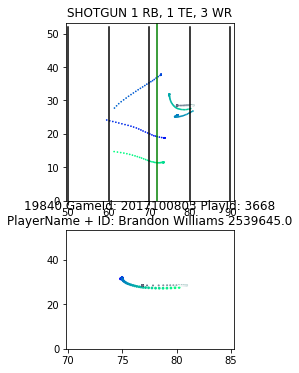 SHOTGUN 1 RB, 1 TE, 3 WR
50
40
30
20
10
0
50 60 70 80 90
GameId: 2017100803 PlayId: 3668
PlayerName + ID: Brandon Williams 2539645.0
40
20
0
70 75 80 85